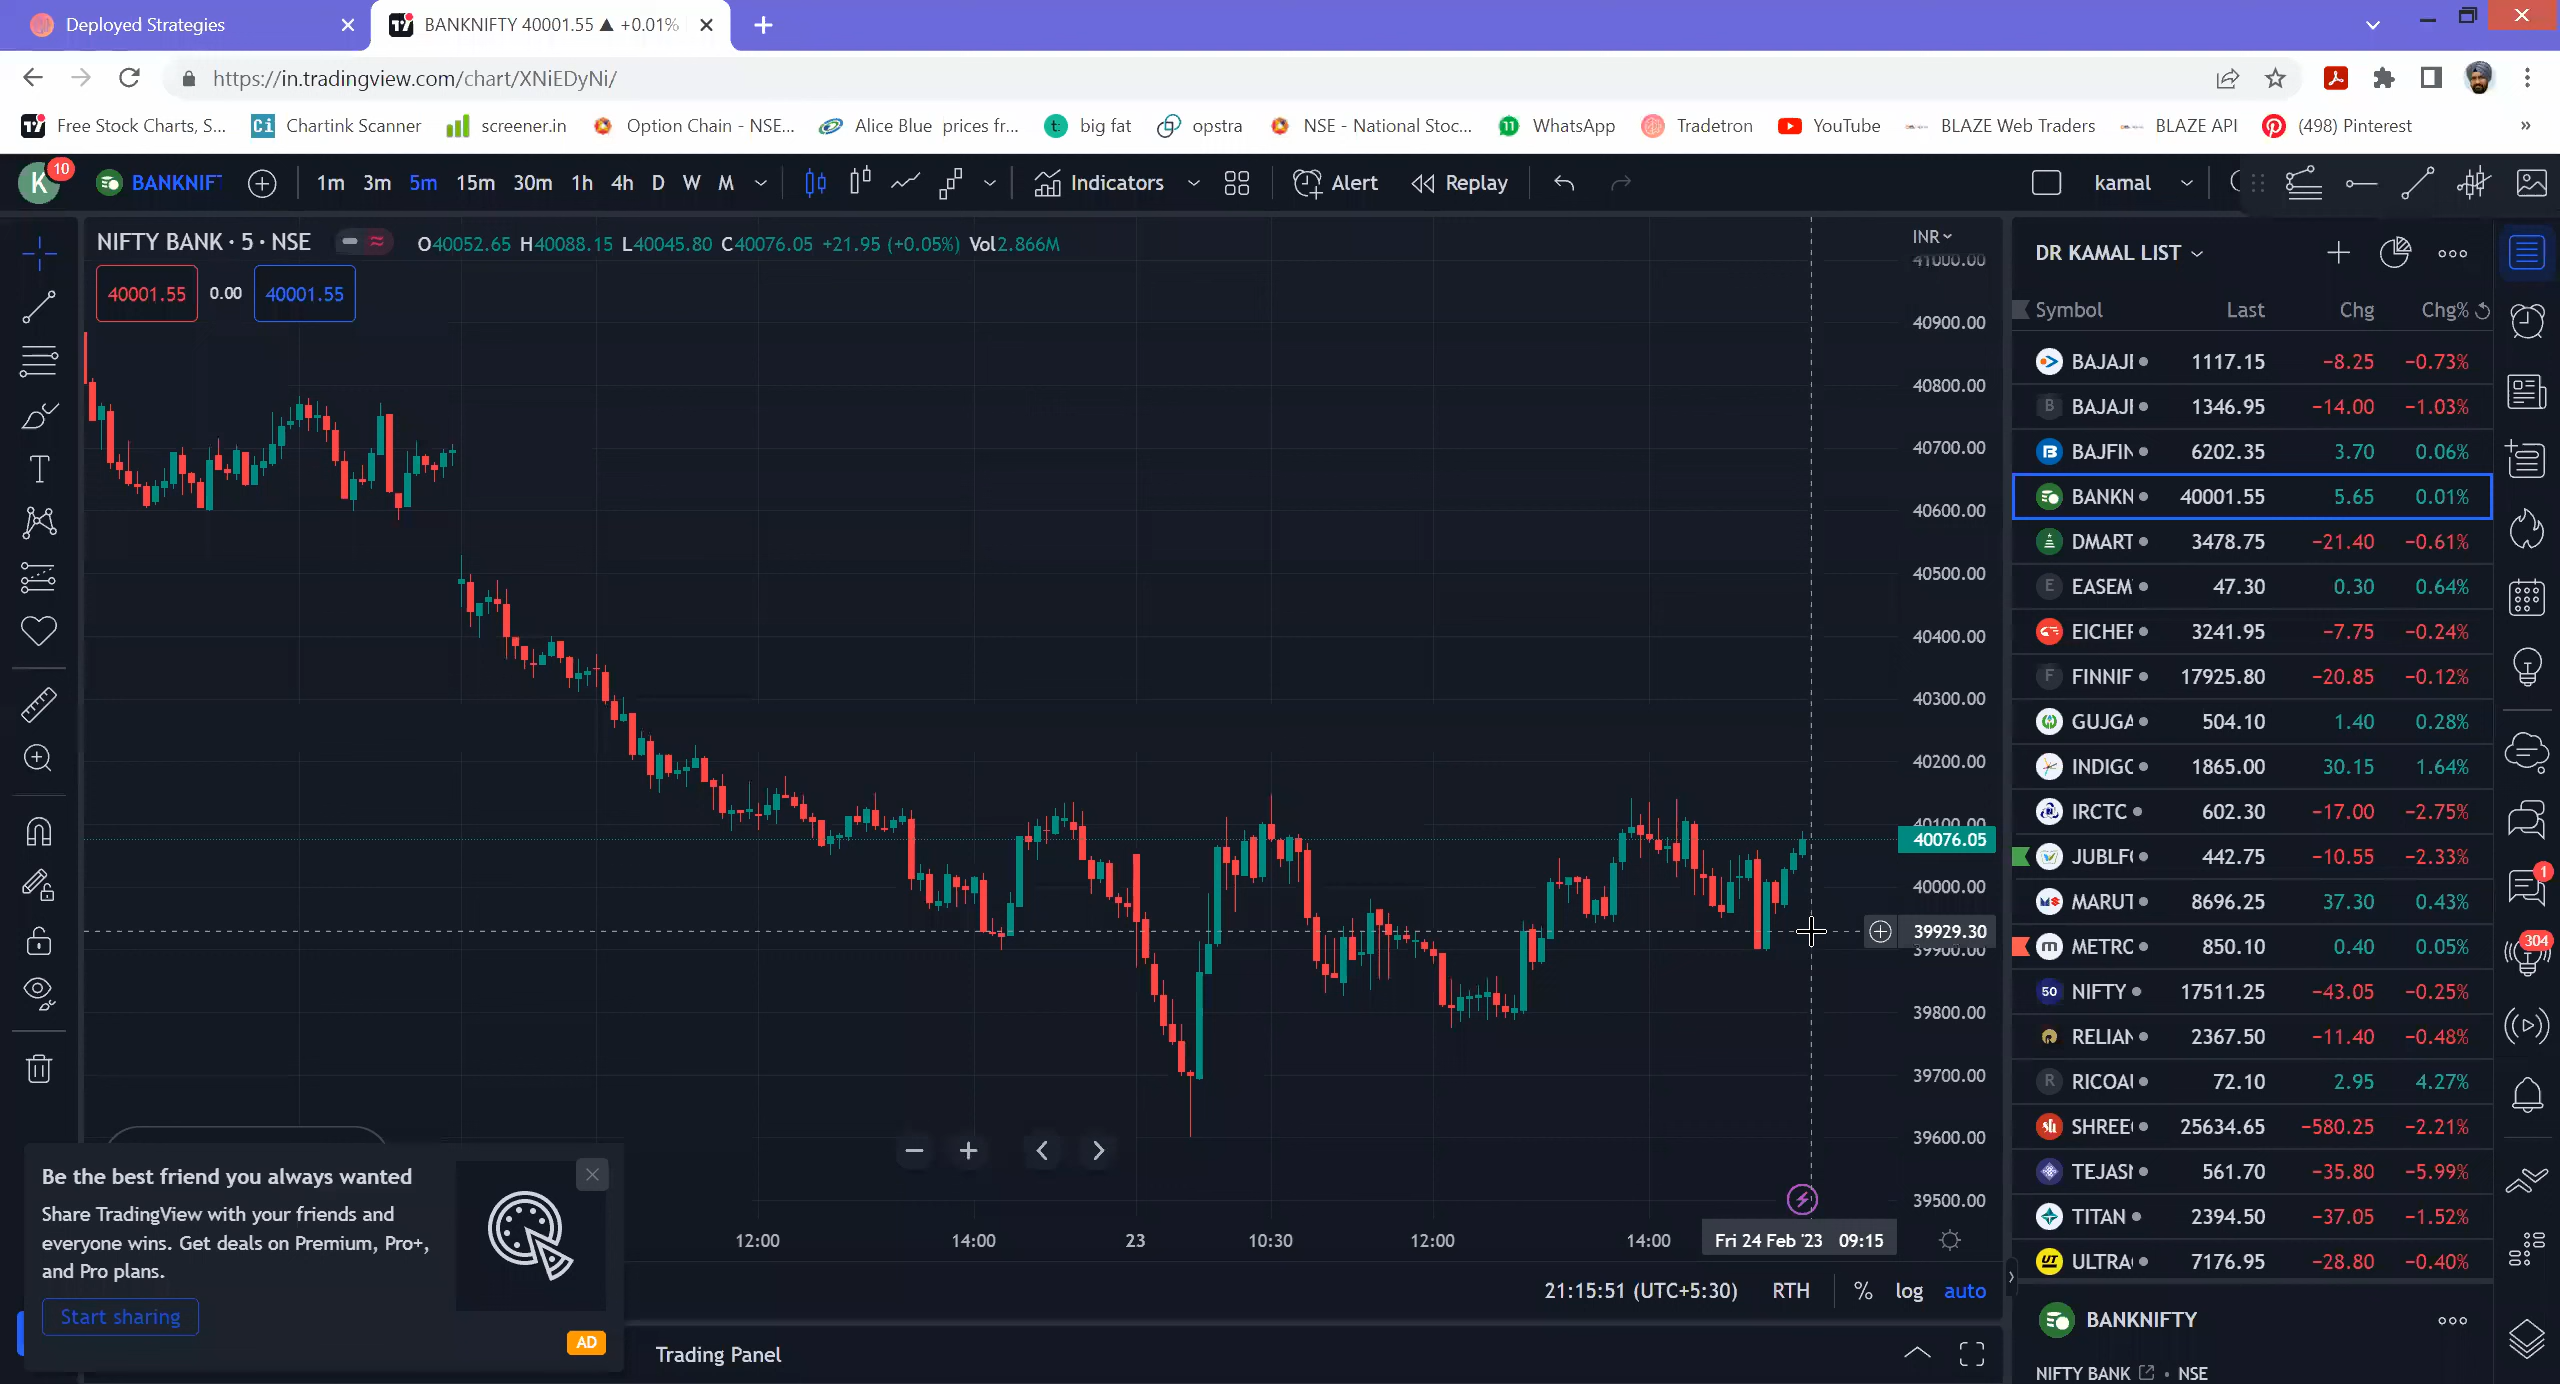 Deployed Strategies
BANKNIFTY 40001.55 ▲ +0.01%
https://in.tradingview.com/chart/XNiEDyNi/
Free Stock Charts, S... Chartink Scanner screener.in Option Chain - NSE... Alice Blue prices fr... big fat opstra NSE - National Stoc... WhatsApp Tradetron YouTube BLAZE Web Traders BLAZE API (498) Pinterest »
K 10 BANKNIF 1m 3m 5m 15m 30m 1h 4h D W M Indicators Alert Replay kamal
NIFTY BANK · 5 · NSE O40052.65 H40088.15 L40045.80 C40076.05 +21.95 (+0.05%) Vol2.866M
40001.55 0.00 40001.55
INR
41000.00
40900.00
40800.00
40700.00
40600.00
40500.00
40400.00
40300.00
40200.00
40100.00
40076.05
40000.00
39929.30
39900.00
39800.00
39700.00
39600.00
39500.00
12:00 14:00 23 10:30 12:00 14:00 Fri 24 Feb '23 09:15
21:15:51 (UTC+5:30) RTH % log auto
Trading Panel
Be the best friend you always wanted
Share TradingView with your friends and
everyone wins. Get deals on Premium, Pro+,
and Pro plans.
Start sharing
AD
DR KAMAL LIST
Symbol Last Chg Chg%
BAJAJI 1117.15 −8.25 −0.73%
B BAJAJI 1346.95 −14.00 −1.03%
BAJFIN 6202.35 3.70 0.06%
BANKN 40001.55 5.65 0.01%
DMART 3478.75 −21.40 −0.61%
E EASEM 47.30 0.30 0.64%
EICHEF 3241.95 −7.75 −0.24%
F FINNIF 17925.80 −20.85 −0.12%
GUJGA 504.10 1.40 0.28%
INDIGC 1865.00 30.15 1.64%
IRCTC 602.30 −17.00 −2.75%
JUBLF 442.75 −10.55 −2.33%
MARUT 8696.25 37.30 0.43%
METRC 850.10 0.40 0.05%
50 NIFTY 17511.25 −43.05 −0.25%
RELIAN 2367.50 −11.40 −0.48%
R RICOAI 72.10 2.95 4.27%
SHREE 25634.65 −580.25 −2.21%
TEJASI 561.70 −35.80 −5.99%
TITAN 2394.50 −37.05 −1.52%
UT ULTRA 7176.95 −28.80 −0.40%
BANKNIFTY
NIFTY BANK • NSE
1
304